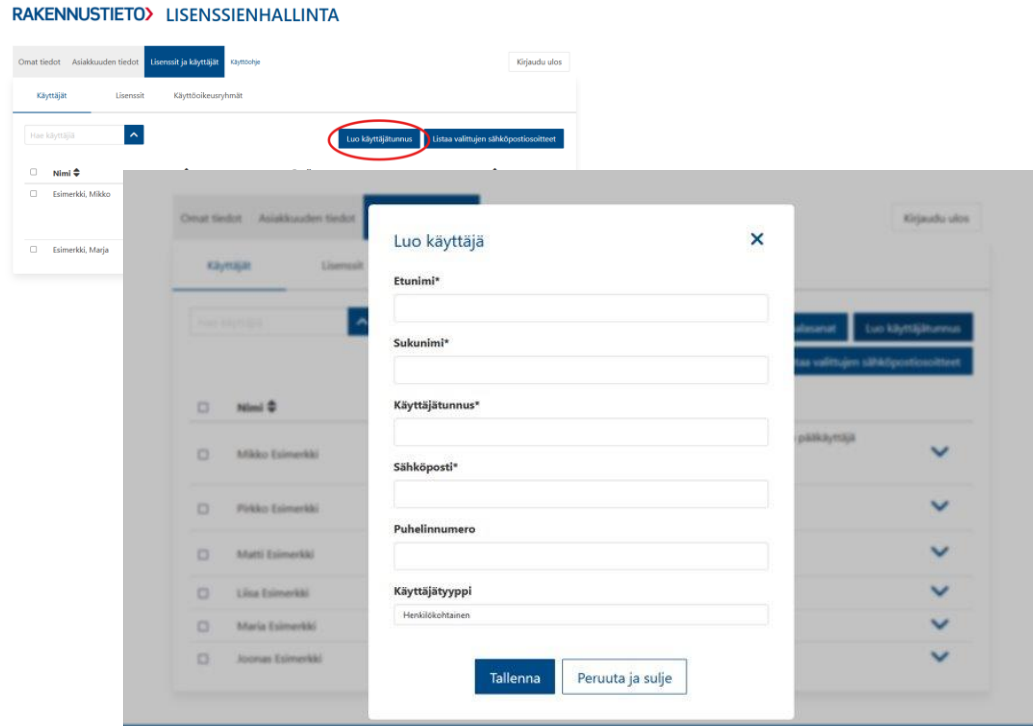 RAKENNUSTIETO> LISENSSIENHALLINTA
Omat tiedot Asiakkuuden tiedot Lisenssit ja käyttäjät Käyttöohje Kirjaudu ulos
Käyttäjät Lisenssit Käyttöoikeusryhmät
Hae käyttäjiä Luo käyttäjätunnus Listaa valittujen sähköpostiosoitteet
Nimi
Esimerkki, Mikko
Esimerkki, Marja
Omat tiedot Asiakkuuden tiedot Kirjaudu ulos
Käyttäjät Lisenssit
Hae käyttäjiä Luo käyttäjätunnus
valittujen sähköpostiosoitteet
Nimi
pääkäyttäjä
Mikko Esimerkki
Pirkko Esimerkki
Matti Esimerkki
Liisa Esimerkki
Maria Esimerkki
Joonas Esimerkki
Luo käyttäjä
Etunimi*
Sukunimi*
Käyttäjätunnus*
Sähköposti*
Puhelinnumero
Käyttäjätyyppi
Henkilökohtainen
Tallenna Peruuta ja sulje